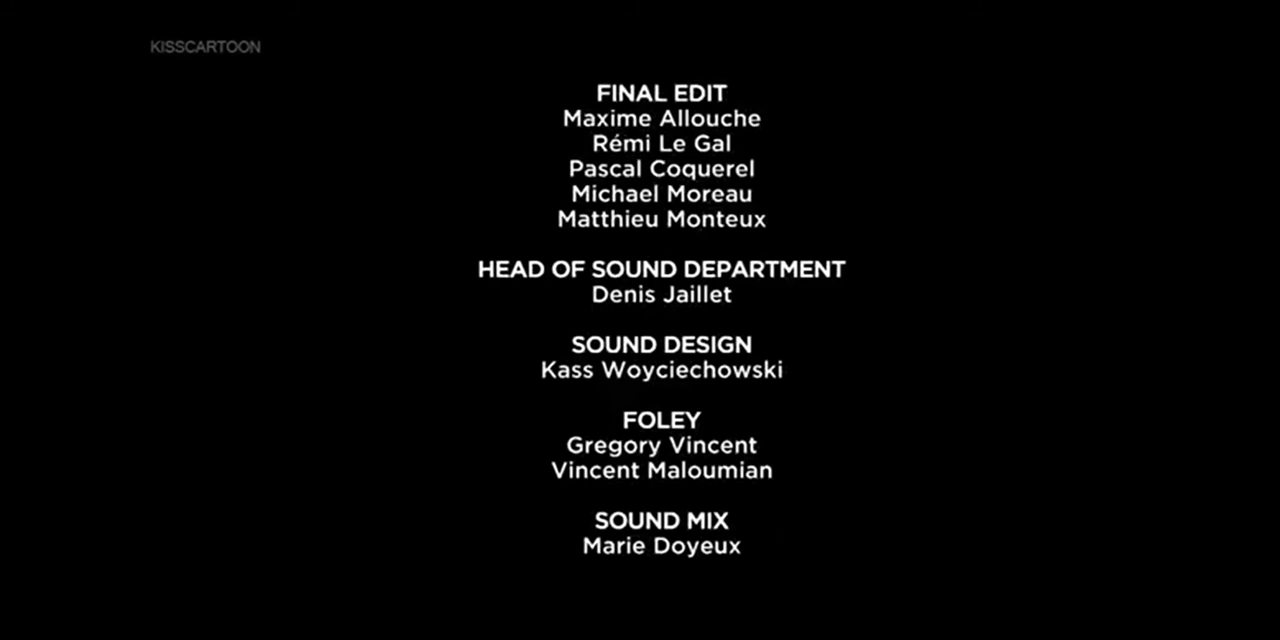 KISSCARTOON
FINAL EDIT
Maxime Allouche
Rémi Le Gal
Pascal Coquerel
Michael Moreau
Matthieu Monteux
HEAD OF SOUND DEPARTMENT
Denis Jaillet
SOUND DESIGN
Kass Woyciechowski
FOLEY
Gregory Vincent
Vincent Maloumian
SOUND MIX
Marie Doyeux